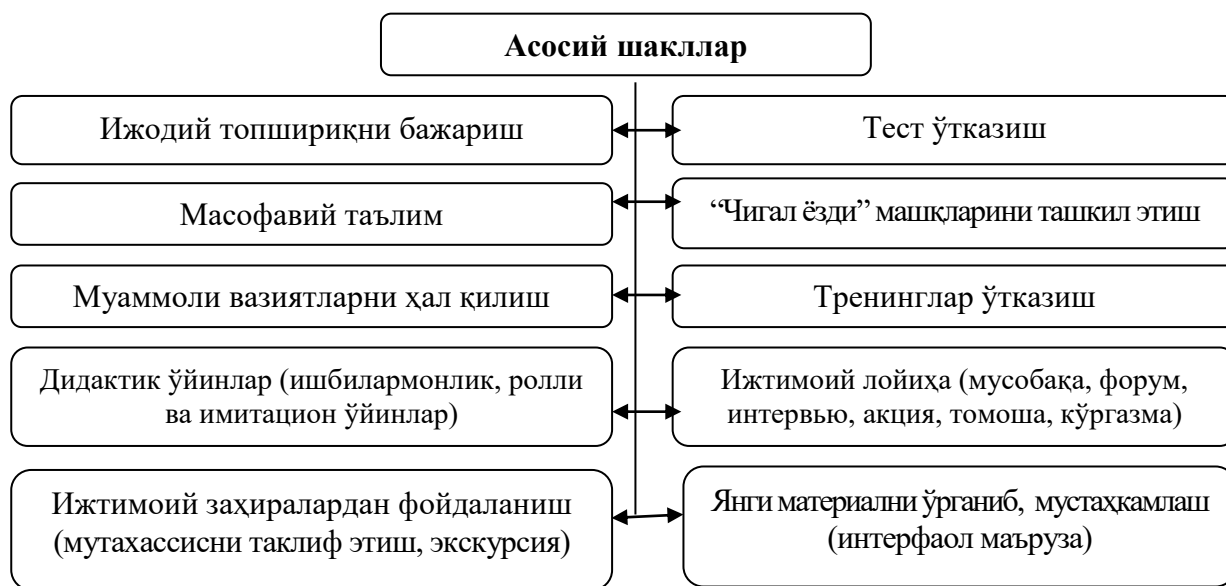 Асосий шакллар
Ижодий топшириқни бажариш
Тест ўтказиш
Масофавий таълим
“Чигал ёзди” машқларини ташкил этиш
Муаммоли вазиятларни ҳал қилиш
Тренинглар ўтказиш
Дидактик ўйинлар (ишбилармонлик, ролли
ва имитацион ўйинлар)
Ижтимоий лойиҳа (мусобақа, форум,
интервью, акция, томоша, кўргазма)
Ижтимоий заҳиралардан фойдаланиш
(мутахассисни таклиф этиш, экскурсия)
Янги материални ўрганиб, мустаҳкамлаш
(интерфаол маъруза)